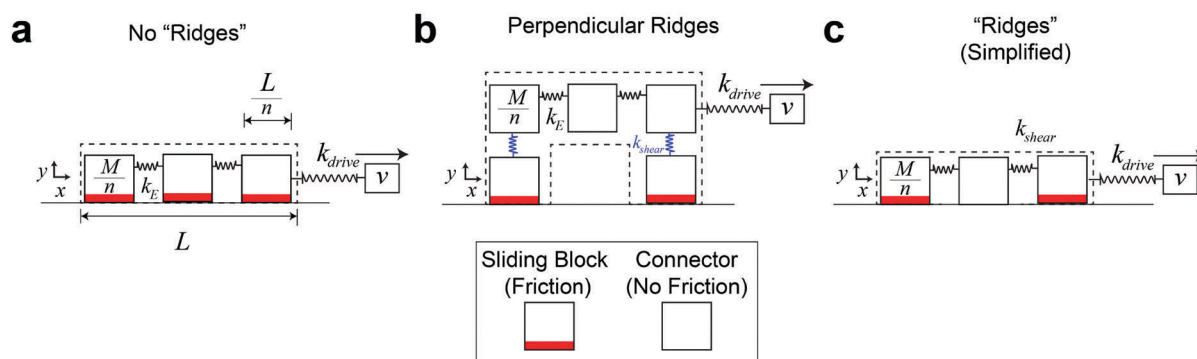 a
No "Ridges"
L/n
k_drive
M/n
k_E
v
y
x
L
b
Perpendicular Ridges
k_drive
M/n
k_E
v
k_shear
y
x
Sliding Block
(Friction)
Connector
(No Friction)
c
"Ridges"
(Simplified)
k_shear
k_drive
M/n
v
y
x